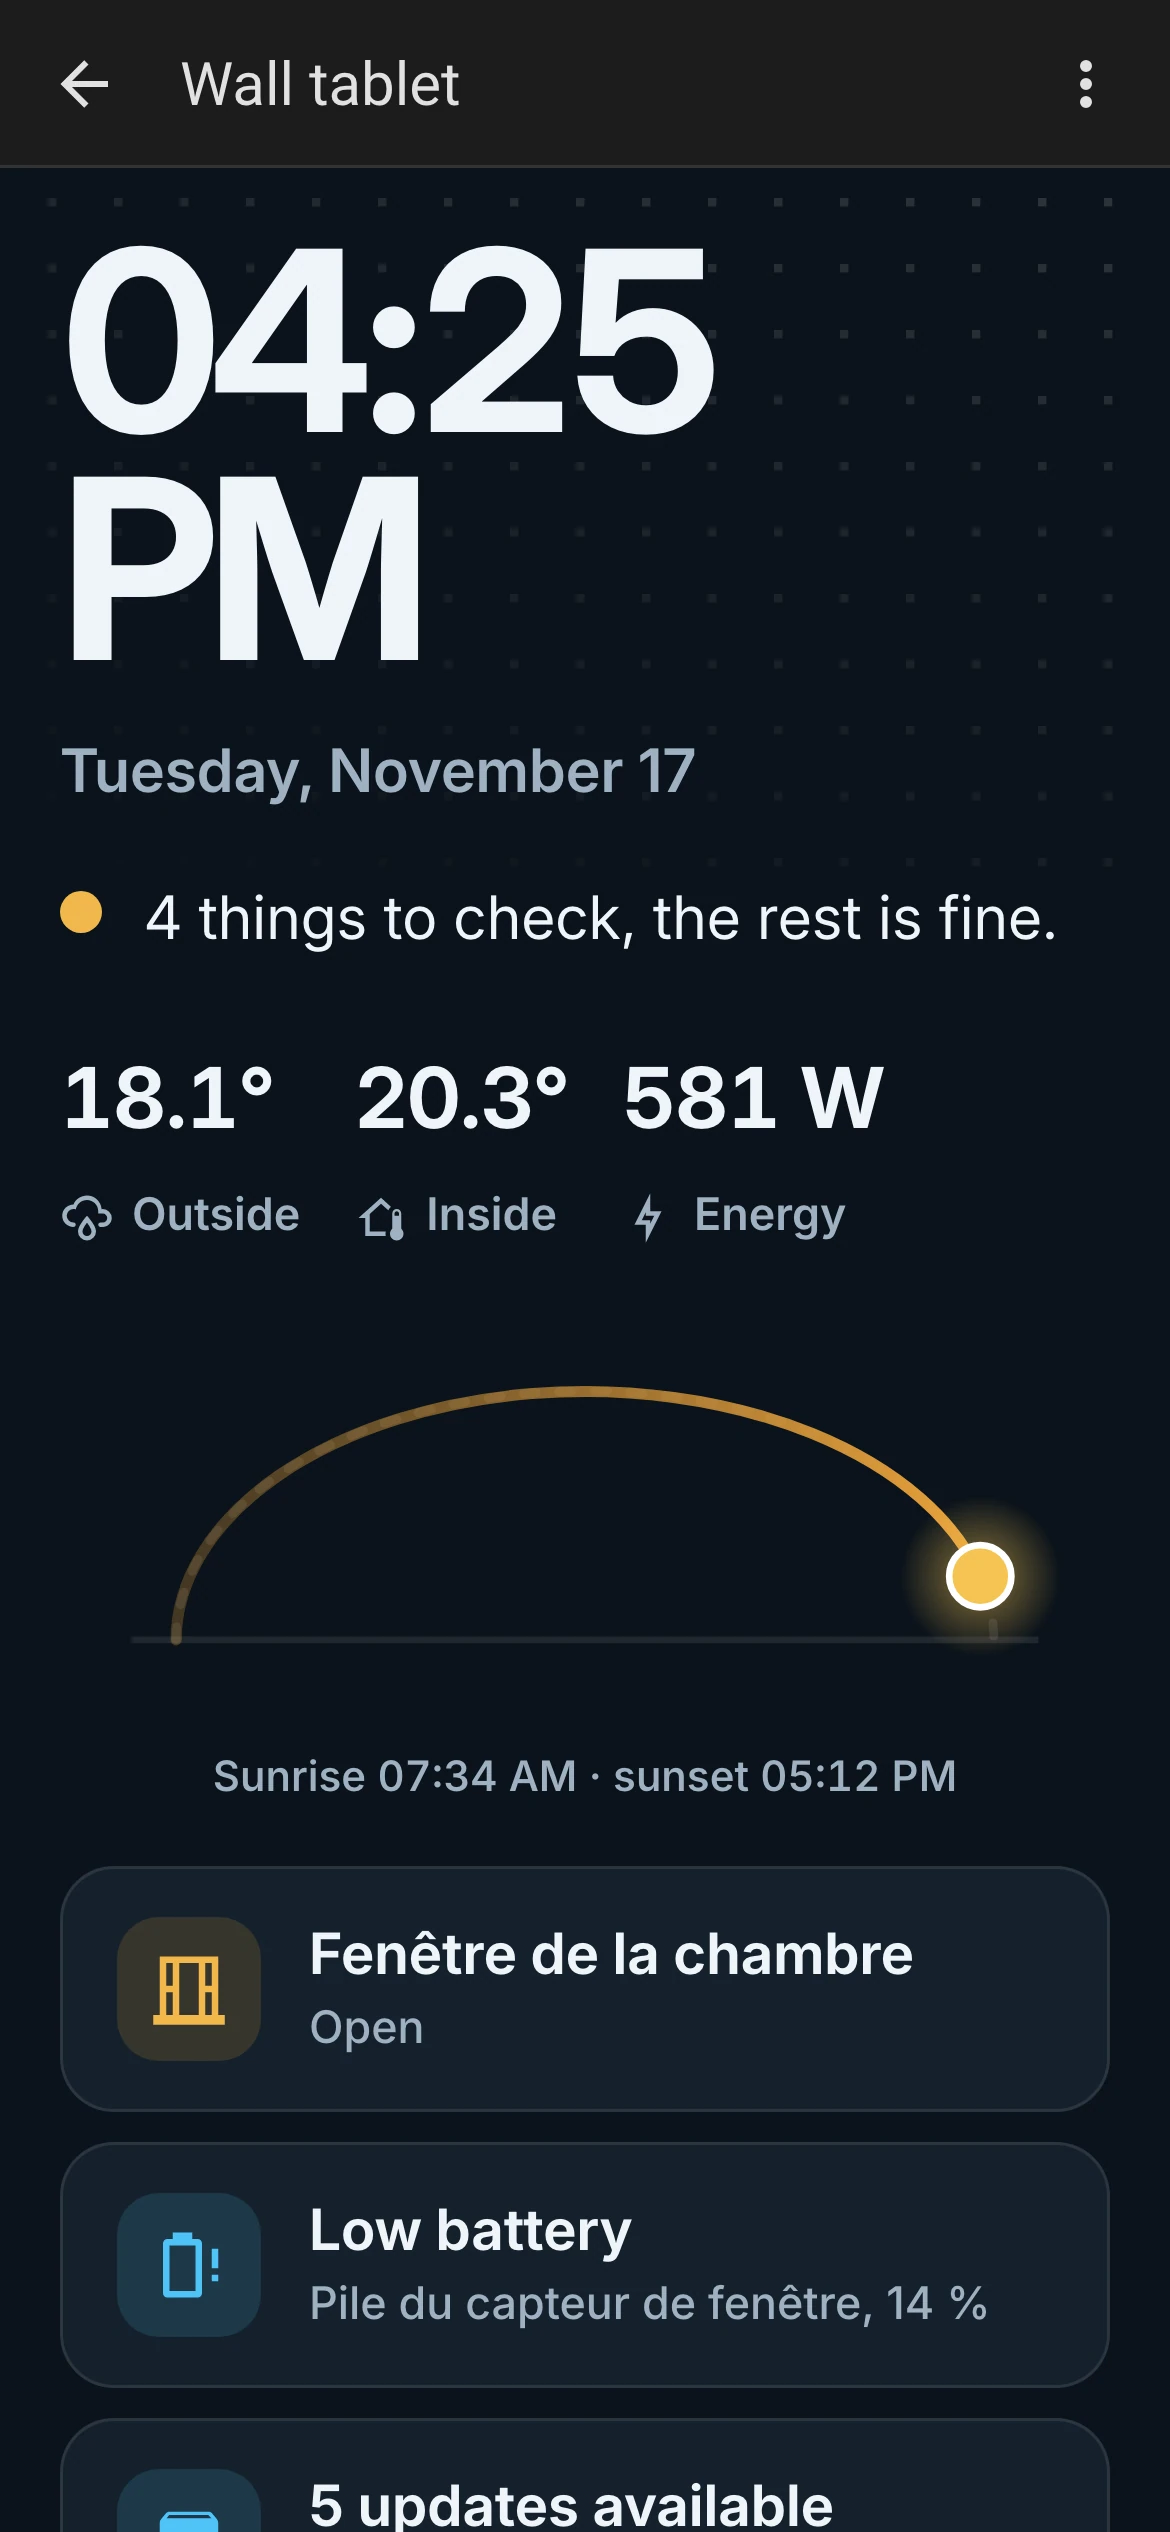 Wall tablet
04:25
PM
Tuesday, November 17
4 things to check, the rest is fine.
18.1° 20.3° 581 W
Outside Inside Energy
Sunrise 07:34 AM · sunset 05:12 PM
Fenêtre de la chambre
Open
Low battery
Pile du capteur de fenêtre, 14 %
5 updates available